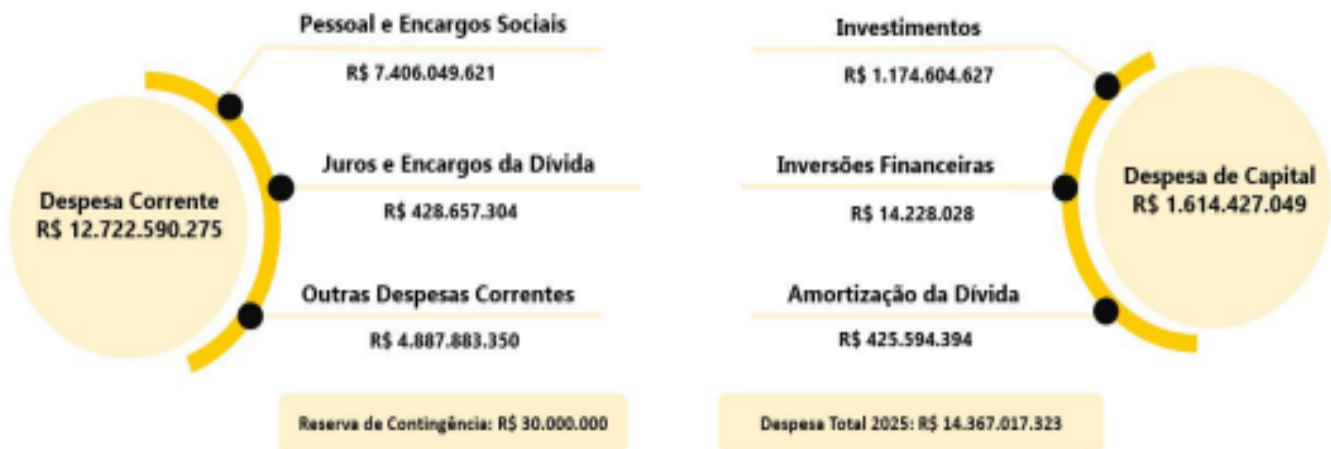 Pessoal e Encargos Sociais
R$ 7.406.049.621
Juros e Encargos da Dívida
R$ 428.657.304
Despesa Corrente
R$ 12.722.590.275
Outras Despesas Correntes
R$ 4.887.883.350
Investimentos
R$ 1.174.604.627
Inversões Financeiras
R$ 14.228.028
Despesa de Capital
R$ 1.614.427.049
Amortização da Dívida
R$ 425.594.394
Reserva de Contingência: R$ 30.000.000
Despesa Total 2025: R$ 14.367.017.323